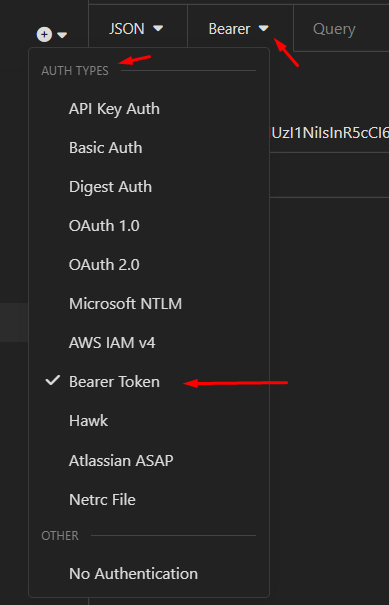 JSON Bearer Query
AUTH TYPES
API Key Auth
Basic Auth
UzI1NiIsInR5cCI6
Digest Auth
OAuth 1.0
OAuth 2.0
Microsoft NTLM
AWS IAM v4
Bearer Token
Hawk
Atlassian ASAP
Netrc File
OTHER
No Authentication